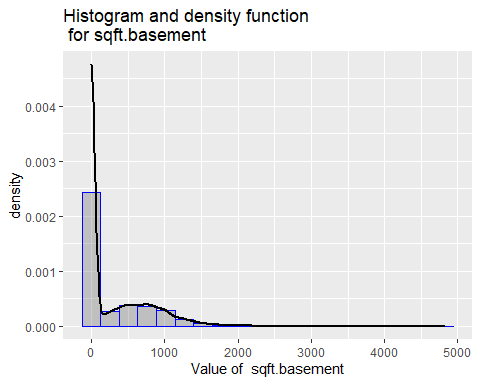 Histogram and density function
for sqft.basement
density
0.004
0.003
0.002
0.001
0.000
0 1000 2000 3000 4000 5000
Value of  sqft.basement